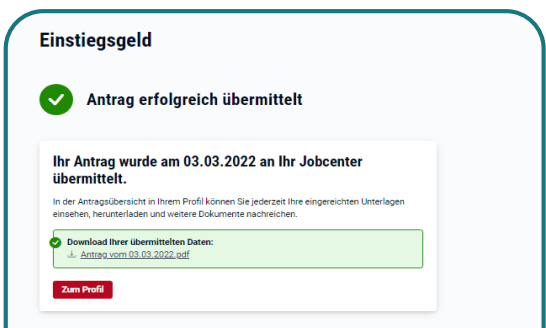 Einstiegsgeld
Antrag erfolgreich übermittelt
Ihr Antrag wurde am 03.03.2022 an Ihr Jobcenter
übermittelt.
In der Antragsübersicht in Ihrem Profil können Sie jederzeit Ihre eingereichten Unterlagen
einsehen, herunterladen und weitere Dokumente nachreichen.
Download Ihrer übermittelten Daten:
Antrag vom 03.03.2022.pdf
Zum Profil